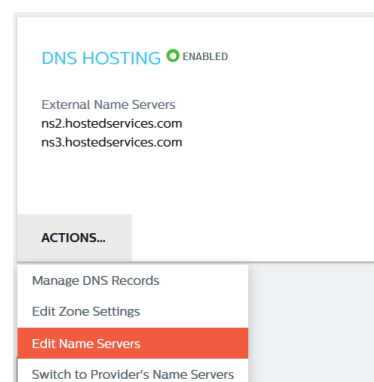 DNS HOSTING ENABLED
External Name Servers
ns2.hostedservices.com
ns3.hostedservices.com
ACTIONS...
Manage DNS Records
Edit Zone Settings
Edit Name Servers
Switch to Provider's Name Servers